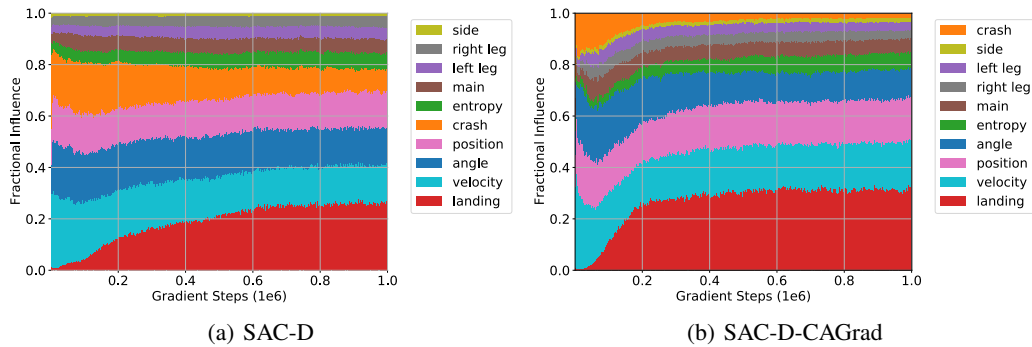 1.0
0.8
0.6
0.4
0.2
0.0
Fractional Influence
0.2 0.4 0.6 0.8 1.0
Gradient Steps (1e6)
side
right leg
left leg
main
entropy
crash
position
angle
velocity
landing
(a) SAC-D
1.0
0.8
0.6
0.4
0.2
0.0
Fractional Influence
0.2 0.4 0.6 0.8 1.0
Gradient Steps (1e6)
crash
side
left leg
right leg
main
entropy
angle
position
velocity
landing
(b) SAC-D-CAGrad